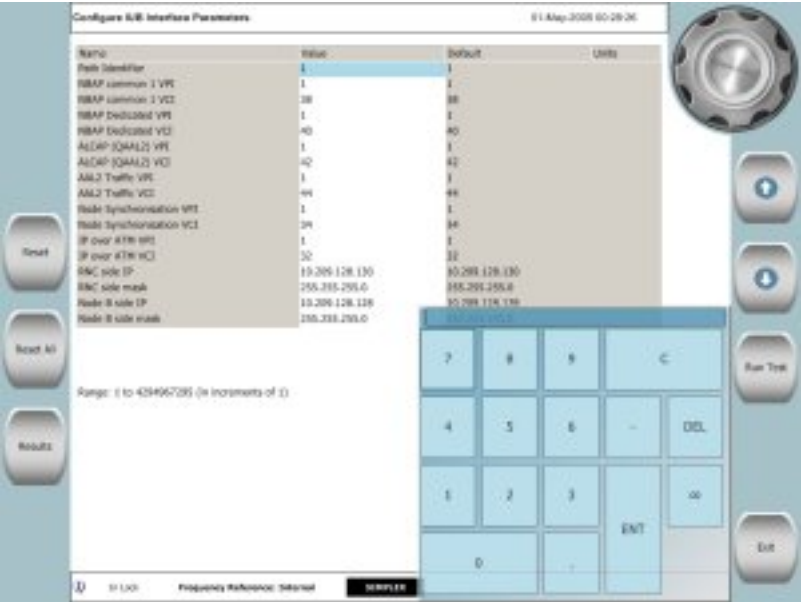 Configure IUB Interface Parameters 01-May-2005 00:29:26
Name Value Default Units
Path Identifier 1 1
NBAP common 1 VPI 1 1
NBAP common 1 VCI 38 38
NBAP Dedicated VPI 1 1
NBAP Dedicated VCI 40 40
ALCAP (QAAL2) VPI 1 1
ALCAP (QAAL2) VCI 42 42
AAL2 Traffic VPI 1 1
AAL2 Traffic VCI 44 44
Node Synchronisation VPI 1 1
Node Synchronisation VCI 34 34
IP over ATM VPI 1 1
IP over ATM VCI 32 32
RNC side IP 10.209.128.130 10.209.128.130
RNC side mask 255.255.255.0 255.255.255.0
Node B side IP 10.209.128.128
Node B side mask 255.255.255.0
Range: 1 to 4294967295 (in increments of 1)
Reset
Reset All
Results
Run Test
Exit
7 8 9 C
4 5 6 - DEL
1 2 3 ∞
ENT
0 .
In Lock Frequency Reference: Internal